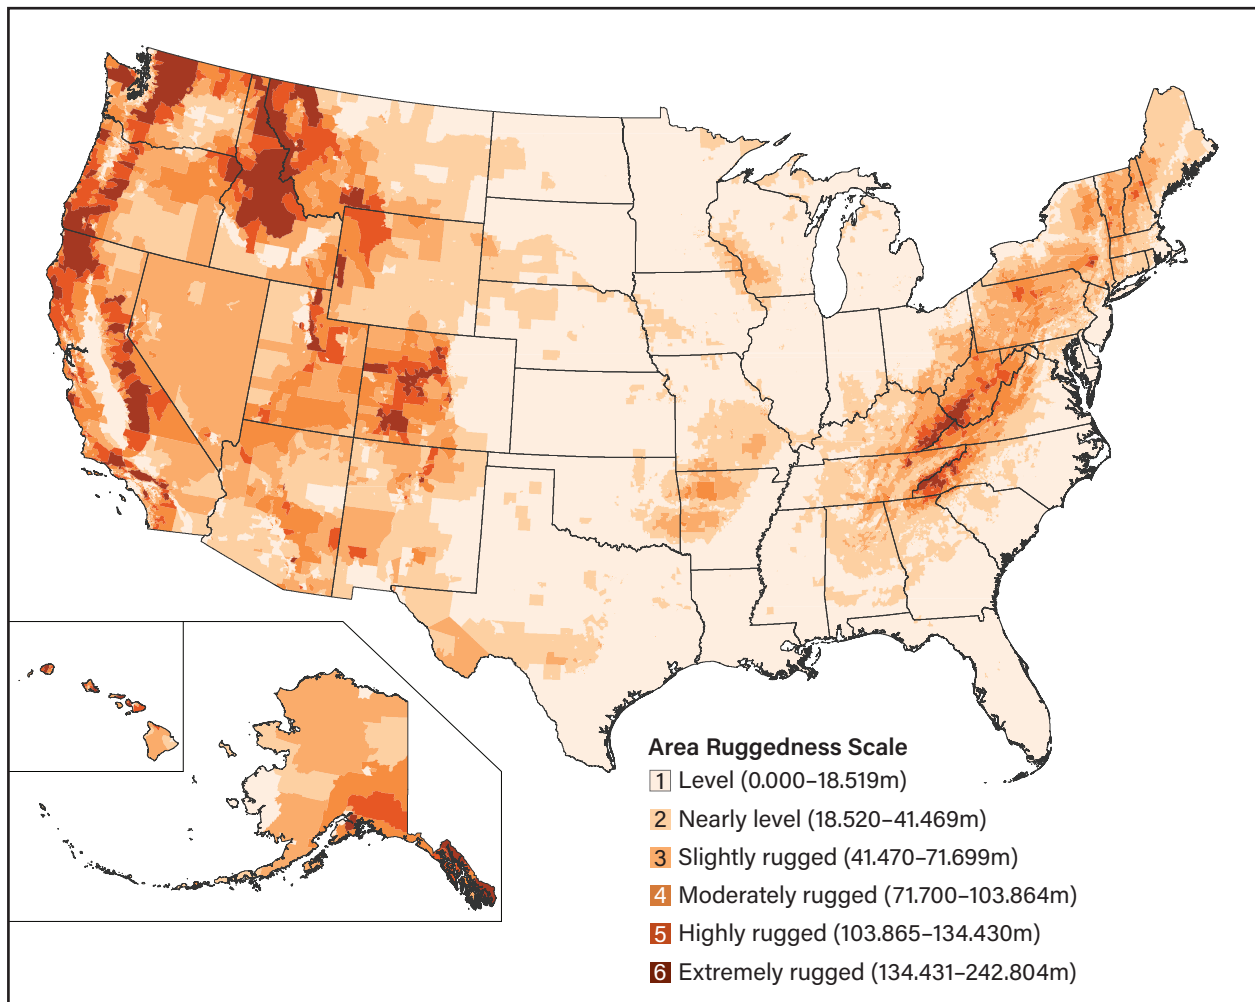 Area Ruggedness Scale
1 Level (0.000–18.519m)
2 Nearly level (18.520–41.469m)
3 Slightly rugged (41.470–71.699m)
4 Moderately rugged (71.700–103.864m)
5 Highly rugged (103.865–134.430m)
6 Extremely rugged (134.431–242.804m)